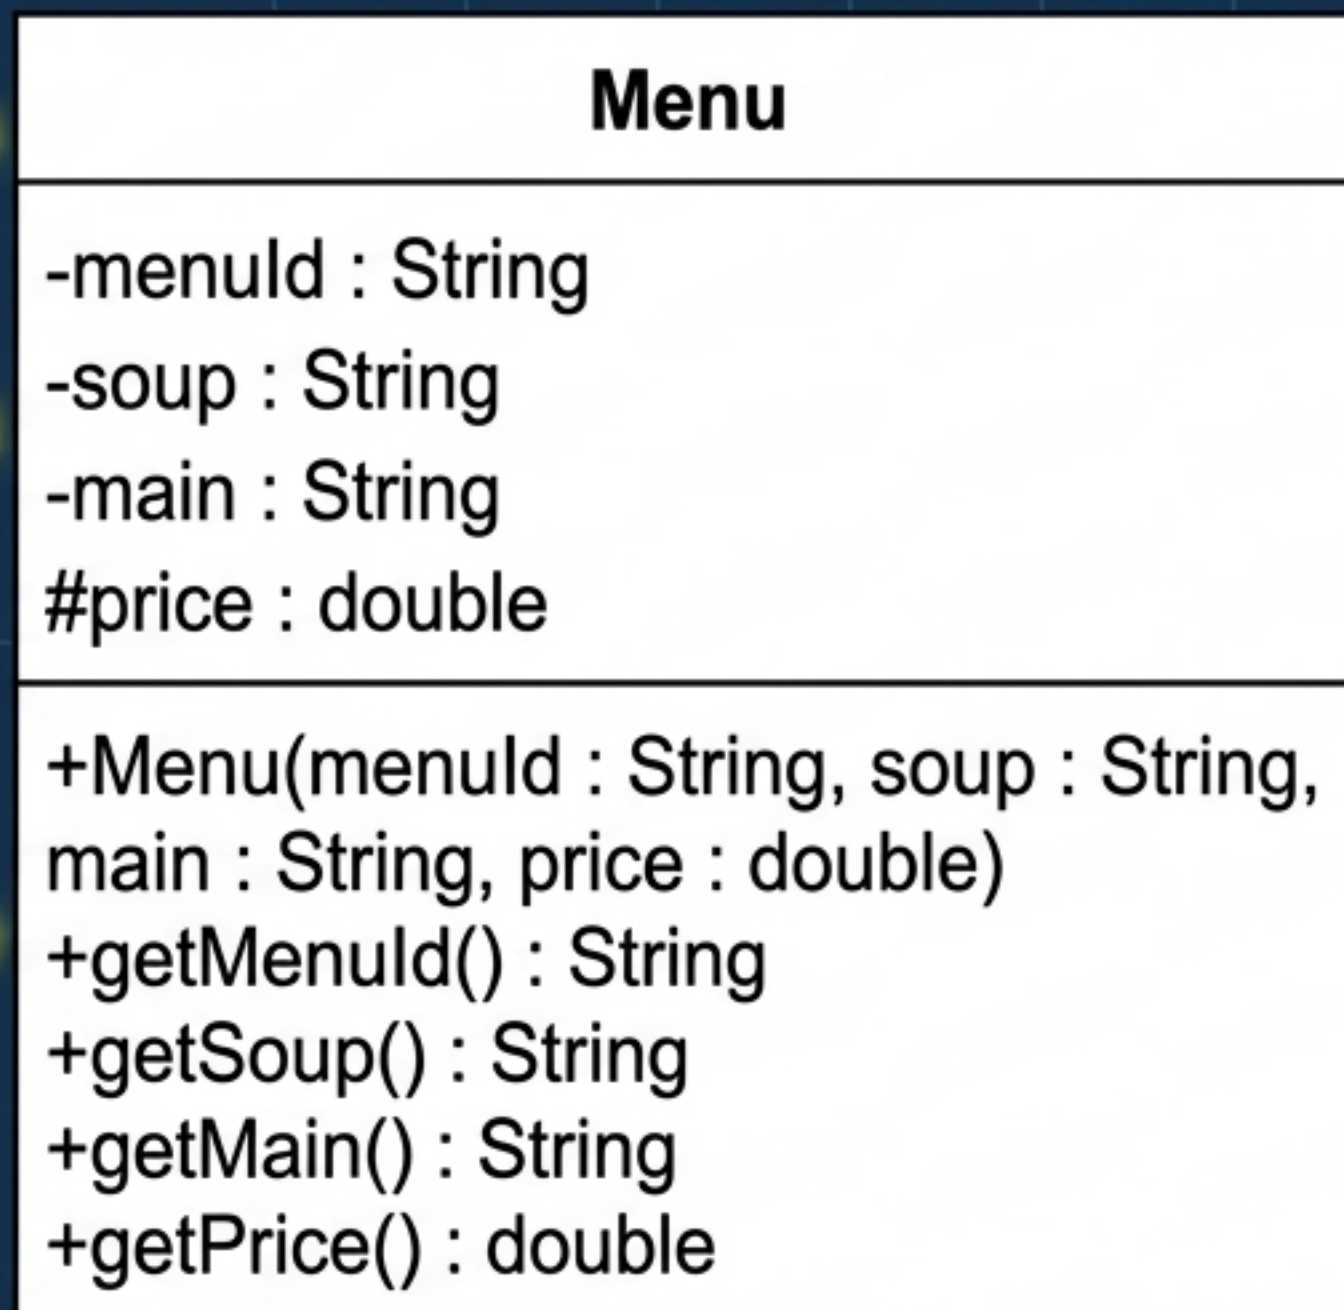 Menu
-menuId : String
-soup : String
-main : String
#price : double
+Menu(menuId : String, soup : String,
main : String, price : double)
+getMenuId() : String
+getSoup() : String
+getMain() : String
+getPrice() : double